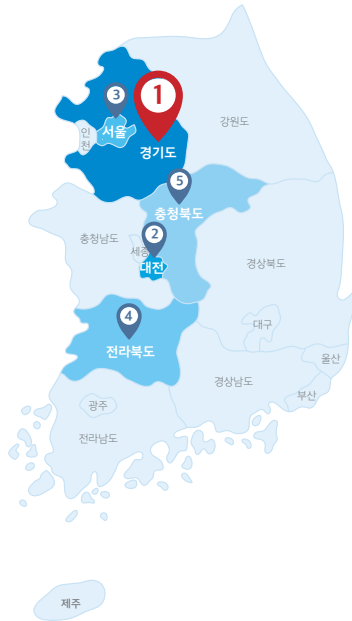 3
1
강원도
인
천
서울
경기도
5
충청북도
2
충청남도
세종
대전
경상북도
4
대구
전라북도
울산
경상남도
부산
광주
전라남도
제주